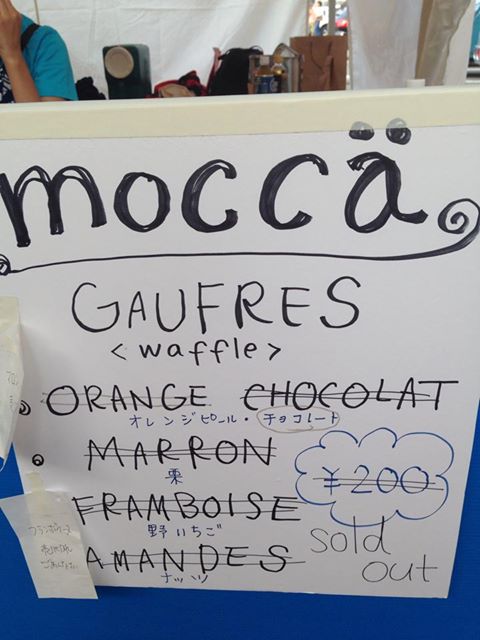 moccä
GAUFRES
<waffle>
ORANGE CHOCOLAT
オレンジピール・チョコレート
MARRON
栗
¥200
FRAMBOISE
野いちご
AMANDES
ナッツ
sold
out